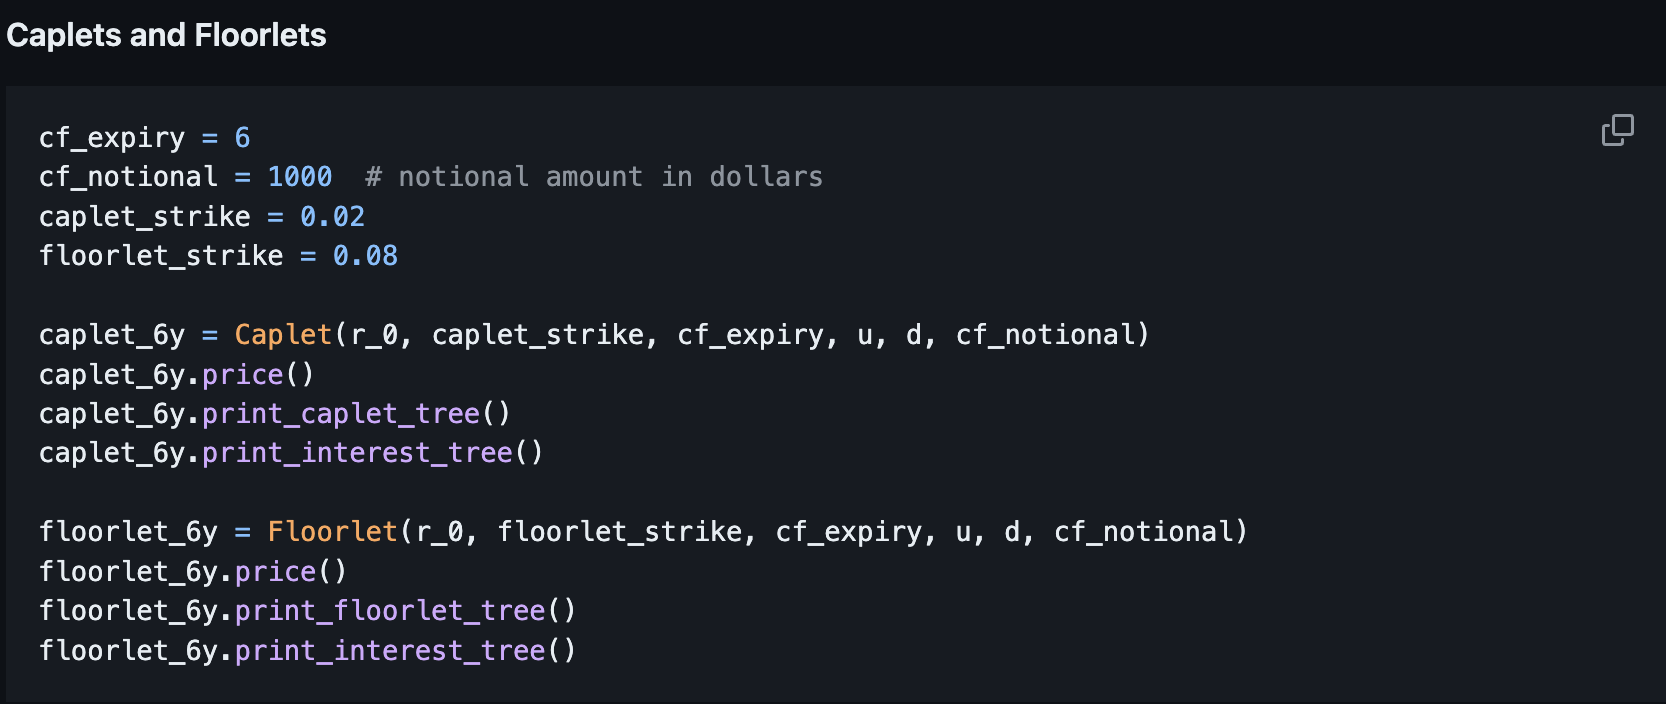 Caplets and Floorlets
cf_expiry = 6
cf_notional = 1000  # notional amount in dollars
caplet_strike = 0.02
floorlet_strike = 0.08
caplet_6y = Caplet(r_0, caplet_strike, cf_expiry, u, d, cf_notional)
caplet_6y.price()
caplet_6y.print_caplet_tree()
caplet_6y.print_interest_tree()
floorlet_6y = Floorlet(r_0, floorlet_strike, cf_expiry, u, d, cf_notional)
floorlet_6y.price()
floorlet_6y.print_floorlet_tree()
floorlet_6y.print_interest_tree()